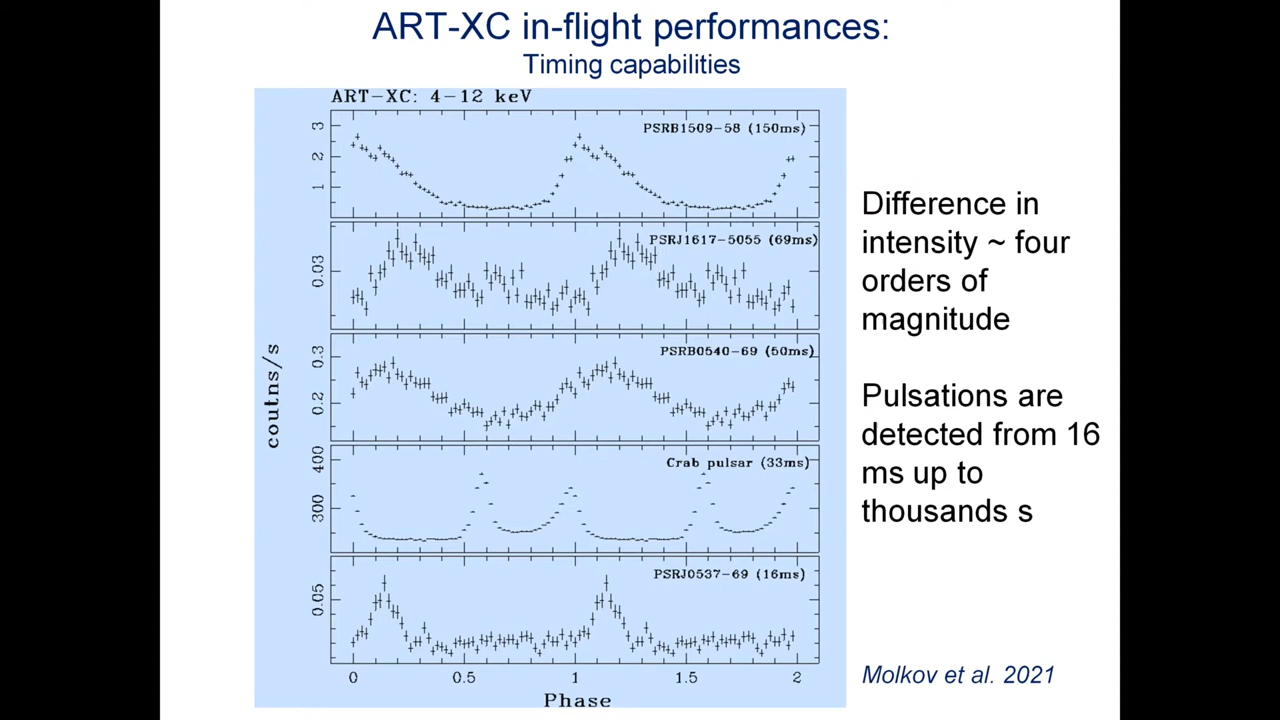 ART-XC in-flight performances:
Timing capabilities
ART-XC: 4-12 keV
PSRB1509-58 (150ms)
3
2
1
PSRJ1617-5055 (69ms)
0.03
PSRB0540-69 (50ms)
0.3
0.2
coutns/s
Crab pulsar (33ms)
400
300
PSRJ0537-69 (16ms)
0.05
0 0.5 1 1.5 2
Phase
Difference in
intensity ~ four
orders of
magnitude
Pulsations are
detected from 16
ms up to
thousands s
Molkov et al. 2021